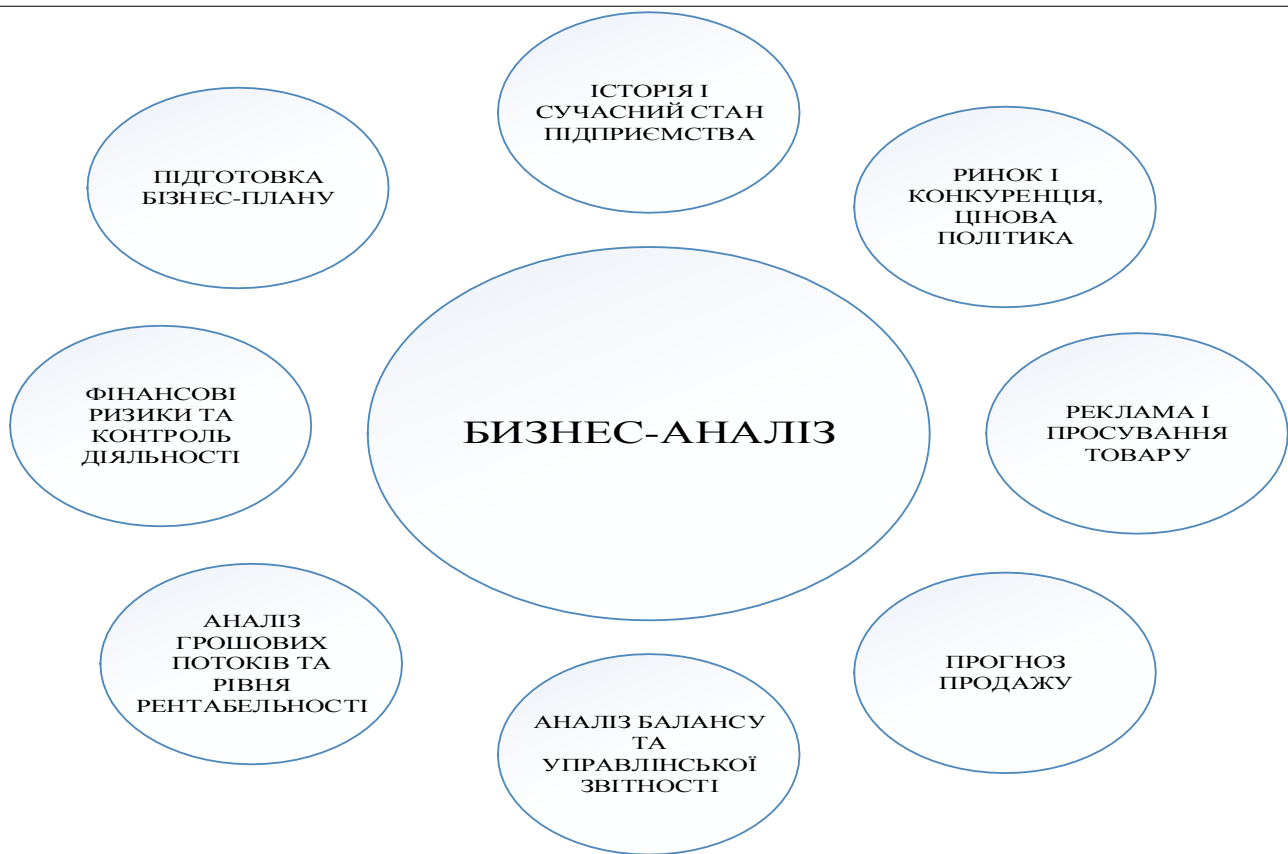 ІСТОРІЯ І
СУЧАСНИЙ СТАН
ПІДПРИЄМСТВА
ПІДГОТОВКА
БІЗНЕС-ПЛАНУ
РИНОК І
КОНКУРЕНЦІЯ,
ЦІНОВА
ПОЛІТИКА
ФІНАНСОВІ
РИЗИКИ ТА
КОНТРОЛЬ
ДІЯЛЬНОСТІ
БИЗНЕС-АНАЛІЗ
РЕКЛАМА І
ПРОСУВАННЯ
ТОВАРУ
АНАЛІЗ
ГРОШОВИХ
ПОТОКІВ ТА
РІВНЯ
РЕНТАБЕЛЬНОСТІ
АНАЛІЗ БАЛАНСУ
ТА
УПРАВЛІНСЬКОЇ
ЗВІТНОСТІ
ПРОГНОЗ
ПРОДАЖУ